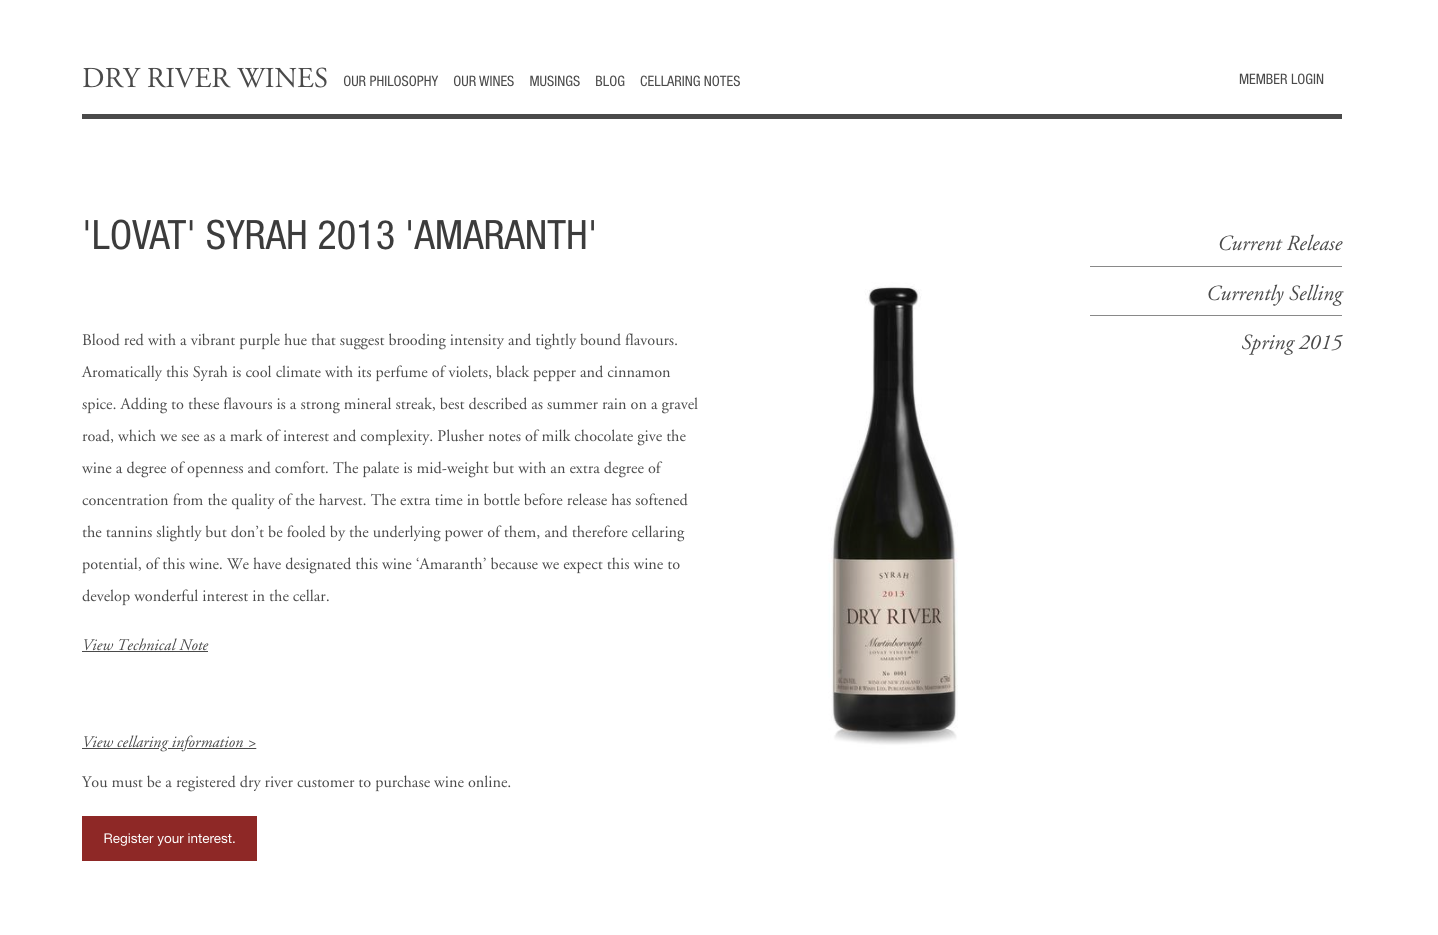 DRY RIVER WINES OUR PHILOSOPHY OUR WINES MUSINGS BLOG CELLARING NOTES MEMBER LOGIN
'LOVAT' SYRAH 2013 'AMARANTH'
Blood red with a vibrant purple hue that suggest brooding intensity and tightly bound flavours.
Aromatically this Syrah is cool climate with its perfume of violets, black pepper and cinnamon
spice. Adding to these flavours is a strong mineral streak, best described as summer rain on a gravel
road, which we see as a mark of interest and complexity. Plusher notes of milk chocolate give the
wine a degree of openness and comfort. The palate is mid-weight but with an extra degree of
concentration from the quality of the harvest. The extra time in bottle before release has softened
the tannins slightly but don’t be fooled by the underlying power of them, and therefore cellaring
potential, of this wine. We have designated this wine ‘Amaranth’ because we expect this wine to
develop wonderful interest in the cellar.
View Technical Note
View cellaring information >
You must be a registered dry river customer to purchase wine online.
Register your interest.
SYRAH
2013
DRY RIVER
Martinborough
LOVAT VINEYARD
AMARANTH
No 0001
WINE OF NEW ZEALAND
Current Release
Currently Selling
Spring 2015